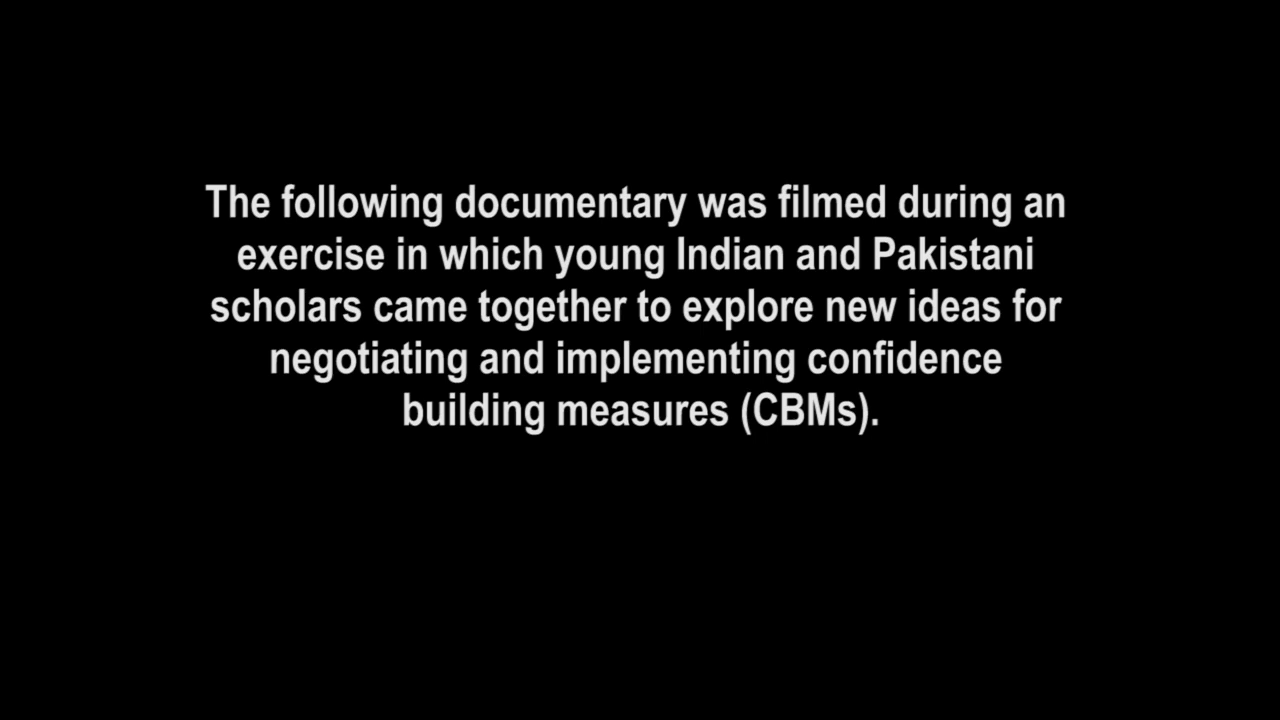 The following documentary was filmed during an
exercise in which young Indian and Pakistani
scholars came together to explore new ideas for
negotiating and implementing confidence
building measures (CBMs).